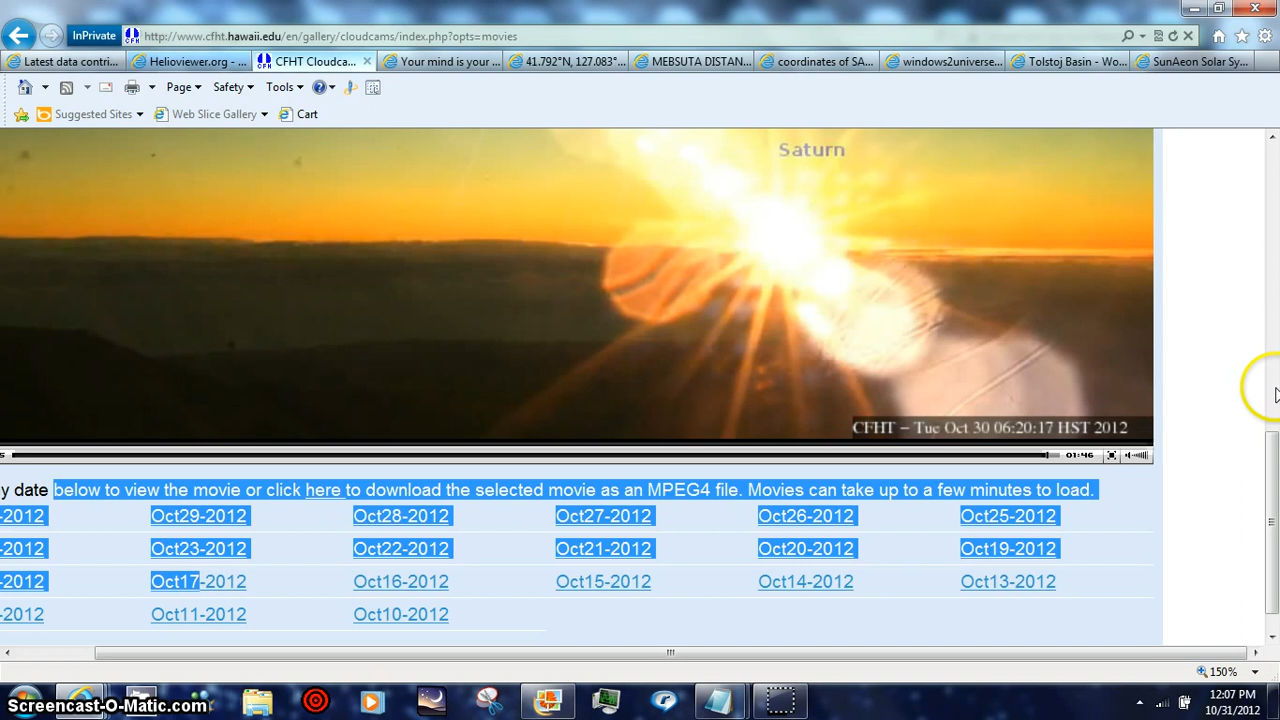 InPrivate
http://www.cfht.hawaii.edu/en/gallery/cloudcams/index.php?opts=movies
Latest data contri...
Helioviewer.org - ...
CFHT Cloudca...
Your mind is your ...
41.792°N, 127.083°...
MEBSUTA DISTAN...
coordinates of SA...
windows2universe...
Tolstoj Basin - Wo...
SunAeon Solar Sy...
Page
Safety
Tools
Suggested Sites
Web Slice Gallery
Cart
Saturn
CFHT – Tue Oct 30 06:20:17 HST 2012
01:46
y date below to view the movie or click here to download the selected movie as an MPEG4 file. Movies can take up to a few minutes to load.
-2012 Oct29-2012 Oct28-2012 Oct27-2012 Oct26-2012 Oct25-2012
-2012 Oct23-2012 Oct22-2012 Oct21-2012 Oct20-2012 Oct19-2012
-2012 Oct17-2012 Oct16-2012 Oct15-2012 Oct14-2012 Oct13-2012
-2012 Oct11-2012 Oct10-2012
150%
Screencast-O-Matic.com
12:07 PM
10/31/2012